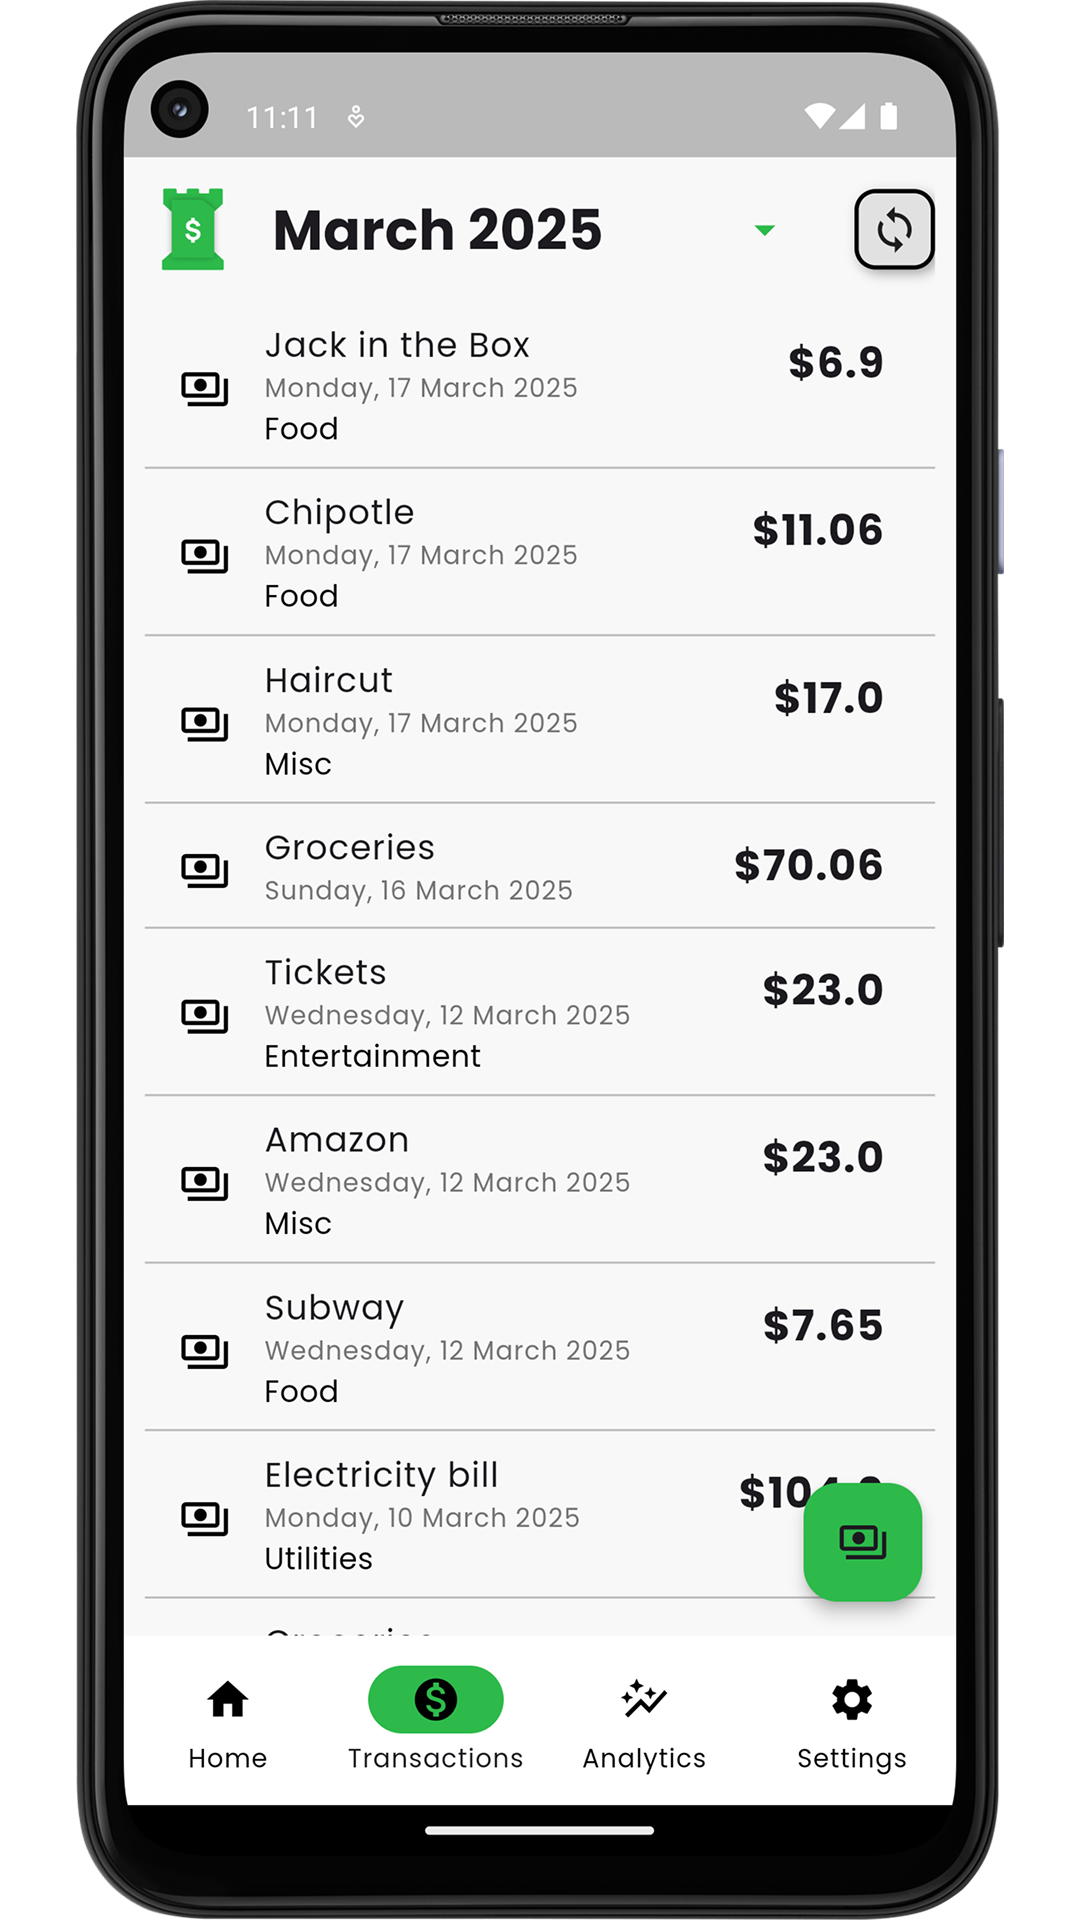 11:11
$
March 2025
Jack in the Box
$6.9
Monday, 17 March 2025
Food
Chipotle
$11.06
Monday, 17 March 2025
Food
Haircut
$17.0
Monday, 17 March 2025
Misc
Groceries
$70.06
Sunday, 16 March 2025
Tickets
$23.0
Wednesday, 12 March 2025
Entertainment
Amazon
$23.0
Wednesday, 12 March 2025
Misc
Subway
$7.65
Wednesday, 12 March 2025
Food
Electricity bill
Monday, 10 March 2025
Utilities
$
Home
Transactions
Analytics
Settings